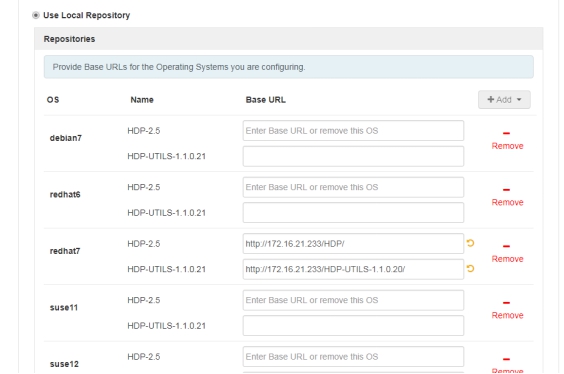 Use Local Repository
Repositories
Provide Base URLs for the Operating Systems you are configuring.
OS Name Base URL + Add
debian7
HDP-2.5 Enter Base URL or remove this OS
HDP-UTILS-1.1.0.21
Remove
redhat6
HDP-2.5 Enter Base URL or remove this OS
HDP-UTILS-1.1.0.21
Remove
redhat7
HDP-2.5 http://172.16.21.233/HDP/
HDP-UTILS-1.1.0.21 http://172.16.21.233/HDP-UTILS-1.1.0.20/
Remove
suse11
HDP-2.5 Enter Base URL or remove this OS
HDP-UTILS-1.1.0.21
Remove
suse12
HDP-2.5 Enter Base URL or remove this OS
Remove